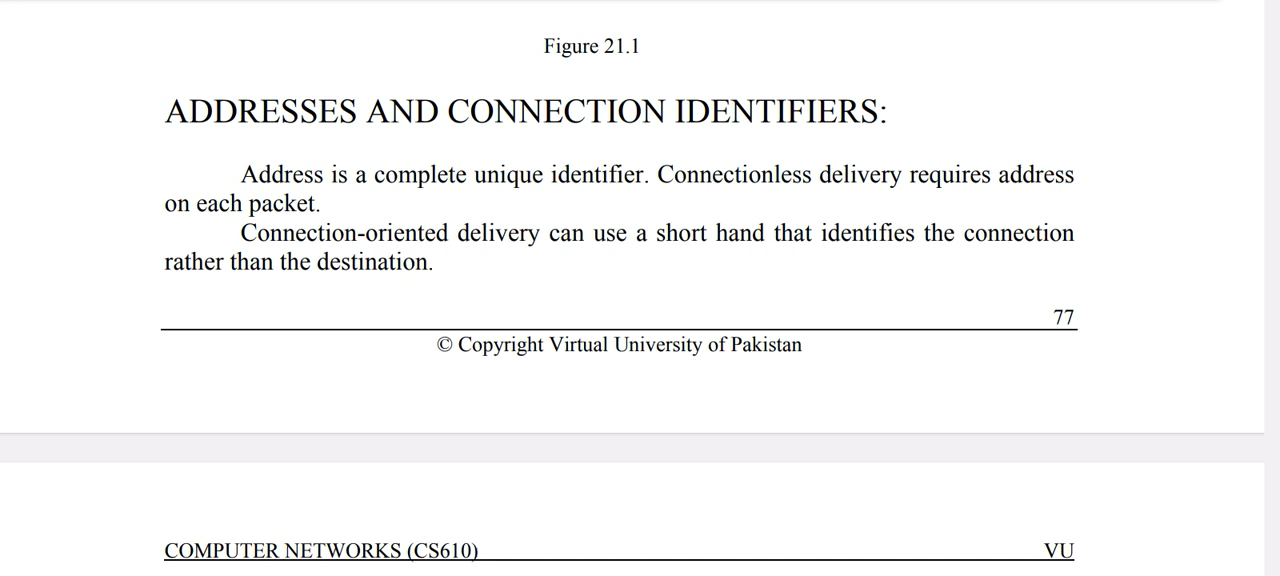 Figure 21.1
ADDRESSES AND CONNECTION IDENTIFIERS:
Address is a complete unique identifier. Connectionless delivery requires address
on each packet.
Connection-oriented delivery can use a short hand that identifies the connection
rather than the destination.
77
© Copyright Virtual University of Pakistan
COMPUTER NETWORKS (CS610) VU